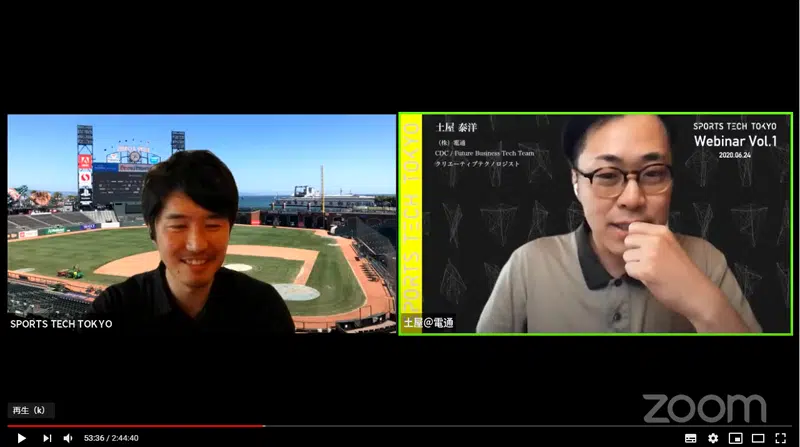 土屋 泰洋
（株）電通
CDC / Future Business Tech Team
クリエーティブテクノロジスト
SPORTS TECH TOKYO
Webinar Vol.1
2020.06.24
SPORTS TECH TOKYO
SPORTS TECH TOKYO
土屋@電通
zoom
再生（k）
53:36 / 2:44:40